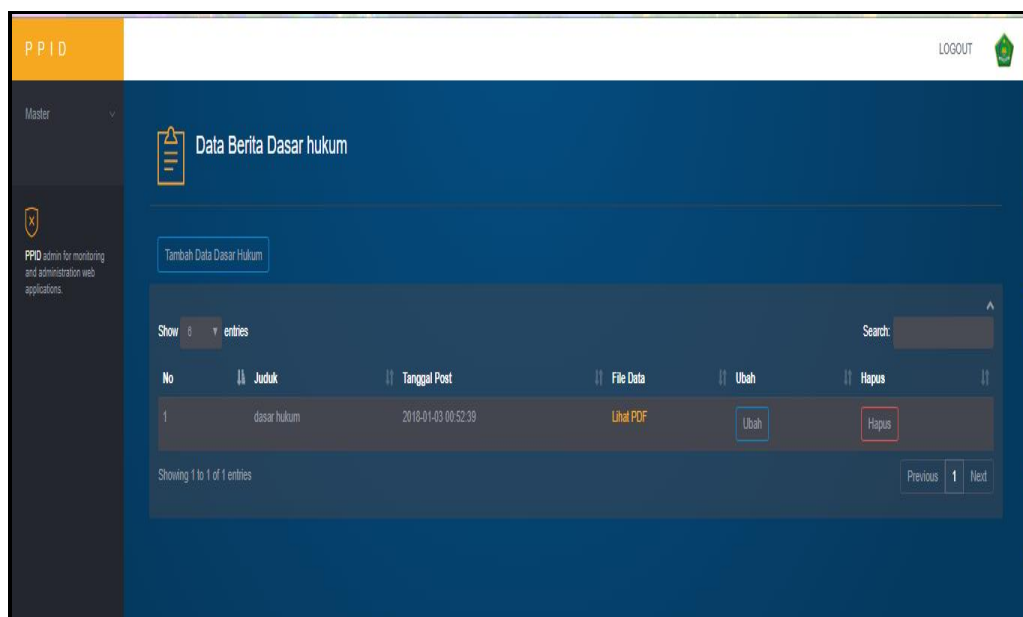 PPID
LOGOUT
Master
Data Berita Dasar hukum
PPID admin for monitoring
and administration web
applications.
Tambah Data Dasar Hukum
Show 6 entries
Search:
No Juduk Tanggal Post File Data Ubah Hapus
1 dasar hukum 2018-01-03 00:52:39 Lihat PDF Ubah Hapus
Showing 1 to 1 of 1 entries
Previous 1 Next